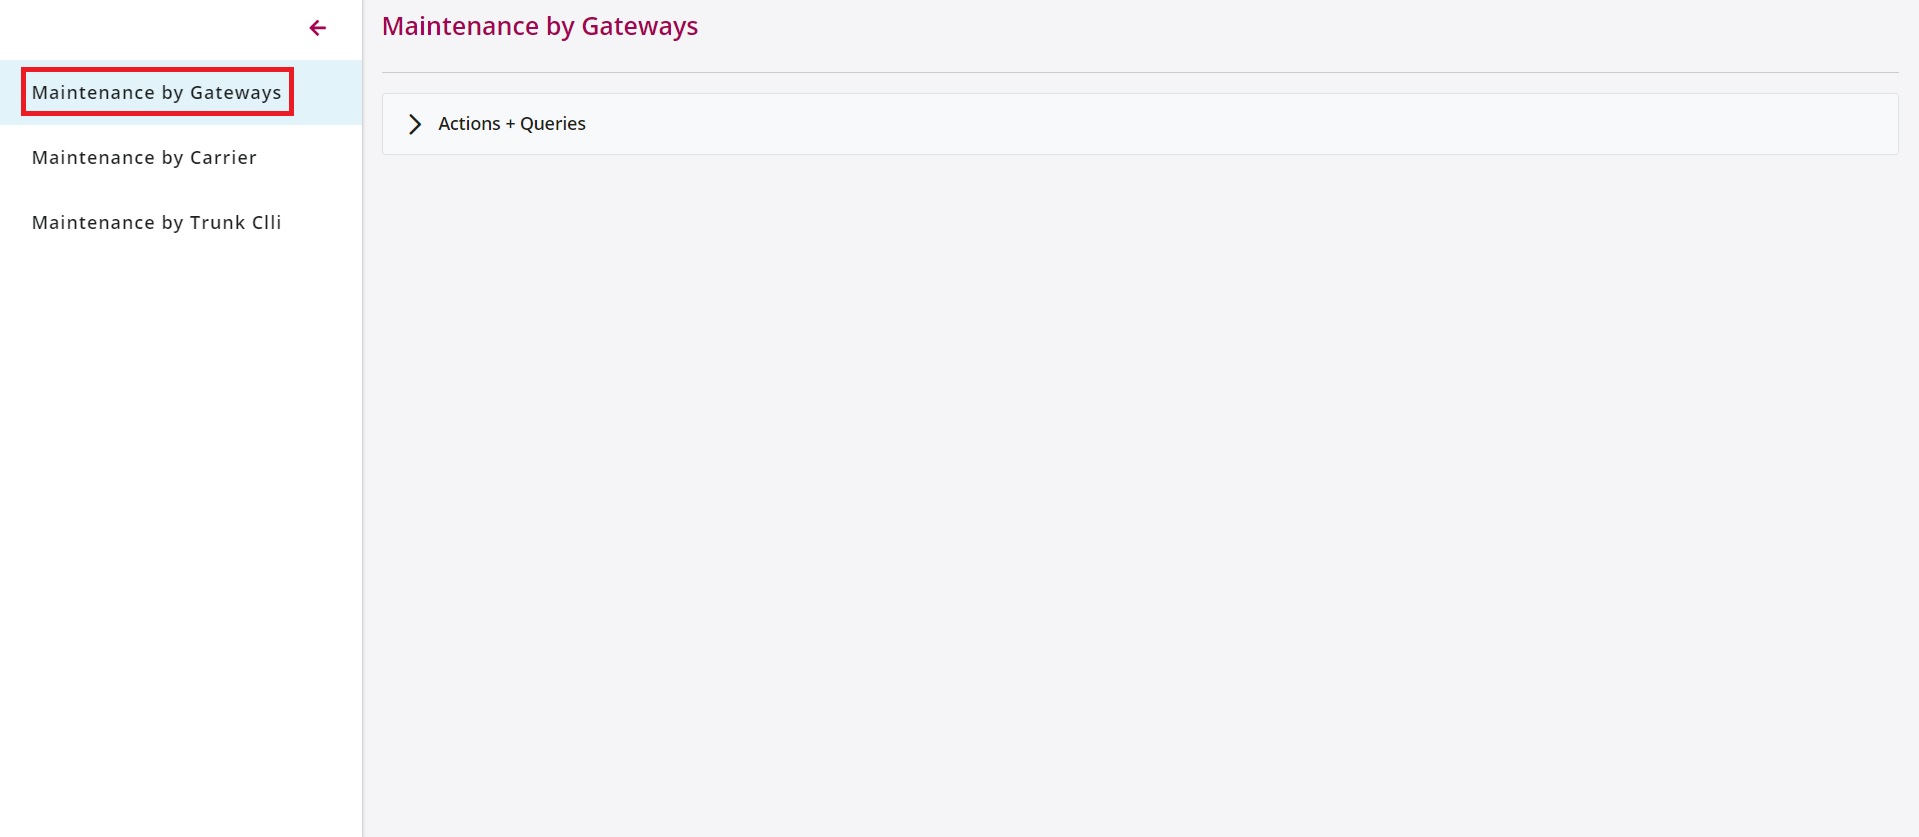 Maintenance by Gateways
Maintenance by Carrier
Maintenance by Trunk Clli
Maintenance by Gateways
Actions + Queries